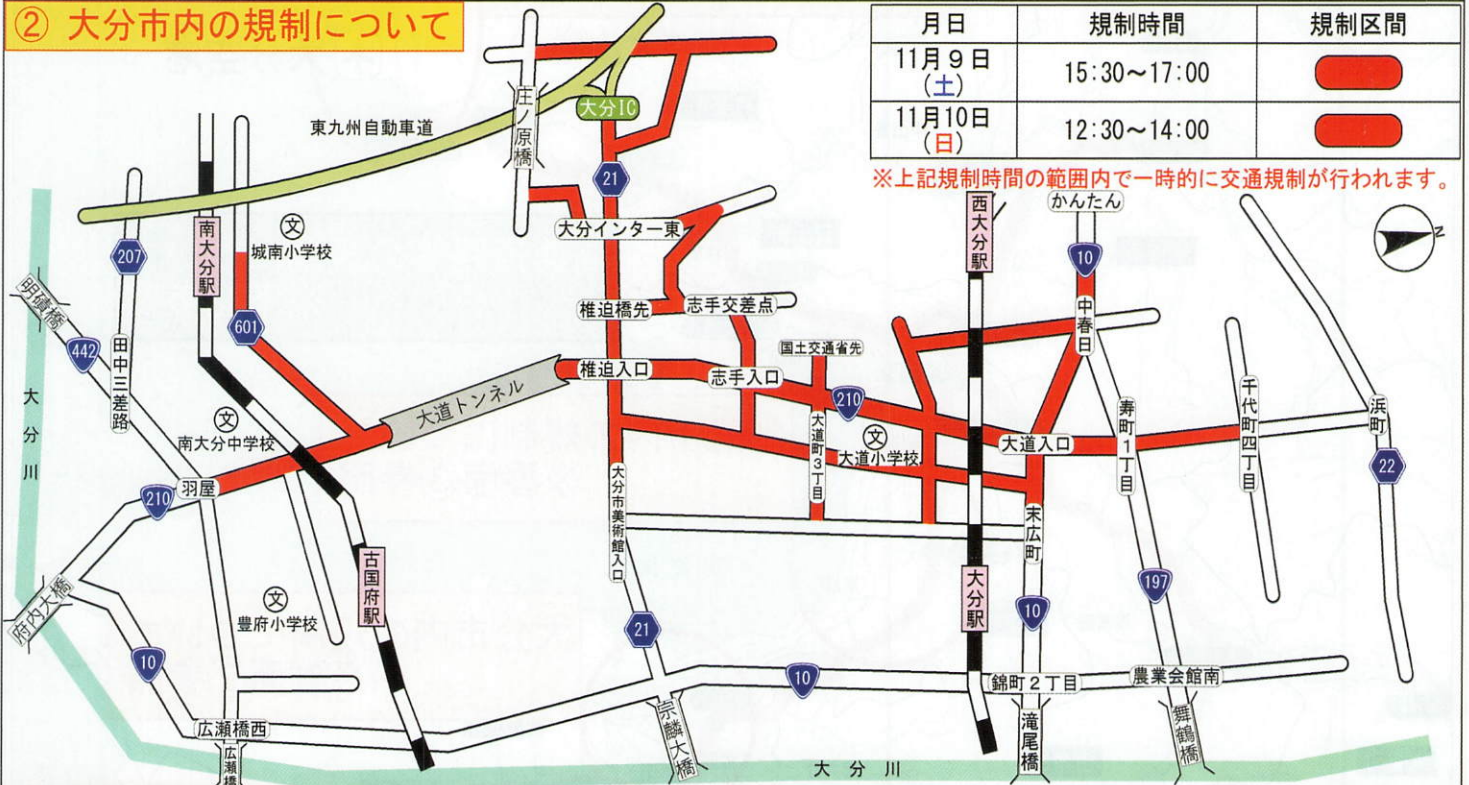 ② 大分市内の規制について
月日 規制時間 規制区間
11月9日(土) 15:30～17:00
11月10日(日) 12:30～14:00
※上記規制時間の範囲内で一時的に交通規制が行われます。
東九州自動車道
庄ノ原橋
大分IC
21
大分インター東
西大分駅
かんたん
10
N
207
南大分駅
文
城南小学校
明磧橋
442
田中三差路
601
椎迫橋先
志手交差点
中春日
国土交通省先
大分川
大道トンネル
椎迫入口
志手入口
210
文
南大分中学校
大道町3丁目
文
大道小学校
大道入口
寿町1丁目
千代町四丁目
浜町
22
羽屋
210
大分市美術館入口
末広町
府内大橋
古国府駅
文
豊府小学校
大分駅
197
10
21
10
10
錦町2丁目
農業会館南
広瀬橋西
広瀬橋
宗麟大橋
滝尾橋
舞鶴橋
大分川